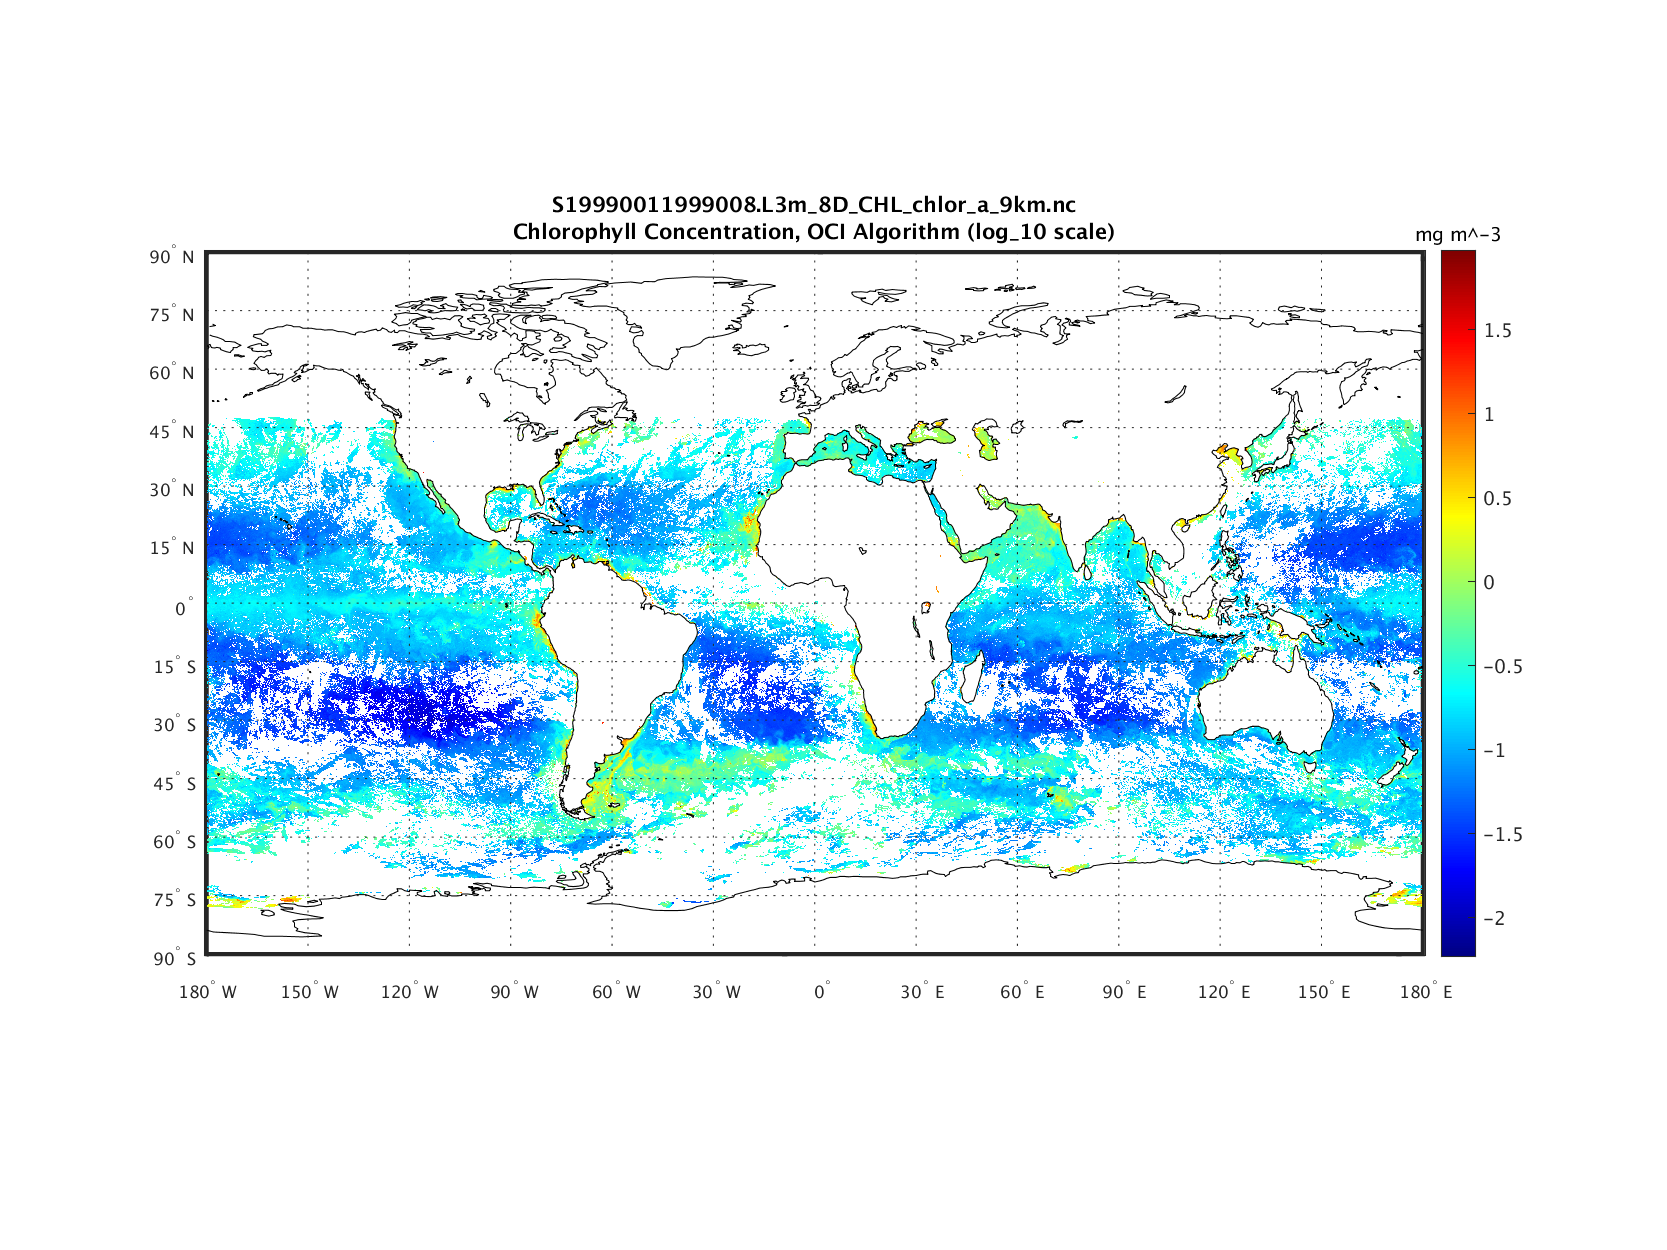 S19990011999008.L3m_8D_CHL_chlor_a_9km.nc
Chlorophyll Concentration, OCI Algorithm (log_10 scale)
mg m^-3
90° N
75° N
60° N
45° N
30° N
15° N
0°
15° S
30° S
45° S
60° S
75° S
90° S
180° W 150° W 120° W 90° W 60° W 30° W 0° 30° E 60° E 90° E 120° E 150° E 180° E
1.5
1
0.5
0
-0.5
-1
-1.5
-2